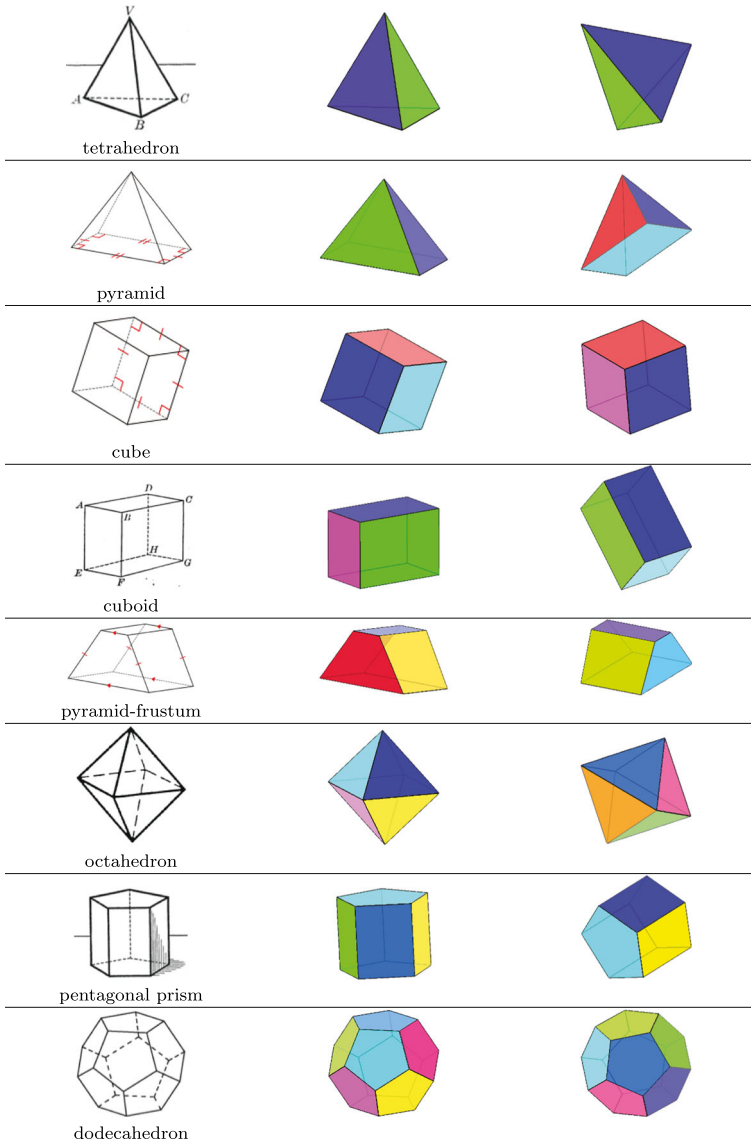 V
A
C
B
tetrahedron
pyramid
cube
D
A
C
B
H
E
G
F
cuboid
pyramid-frustum
octahedron
pentagonal prism
dodecahedron